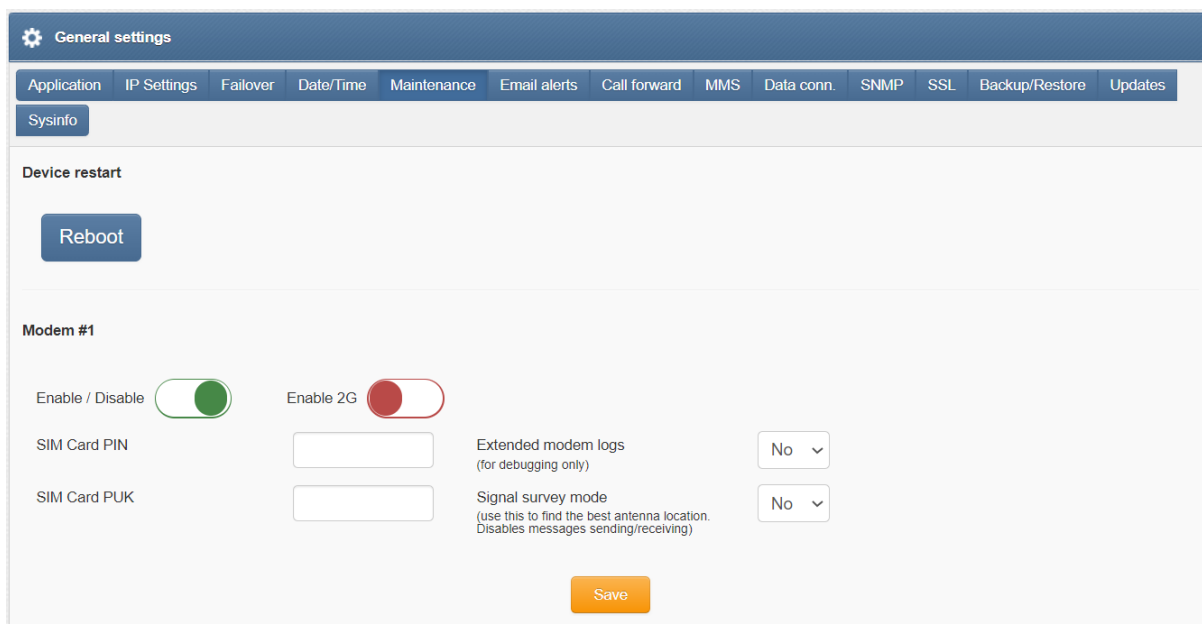 General settings
Application IP Settings Failover Date/Time Maintenance Email alerts Call forward MMS Data conn. SNMP SSL Backup/Restore Updates
Sysinfo
Device restart
Reboot
Modem #1
Enable / Disable Enable 2G
SIM Card PIN Extended modem logs No
(for debugging only)
SIM Card PUK Signal survey mode No
(use this to find the best antenna location.
Disables messages sending/receiving)
Save